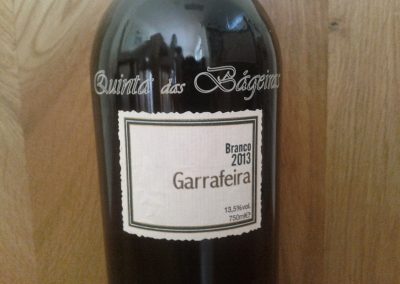 Quinta das Bágeiras
Branco
2013
Garrafeira
13,5%vol.
750ml℮